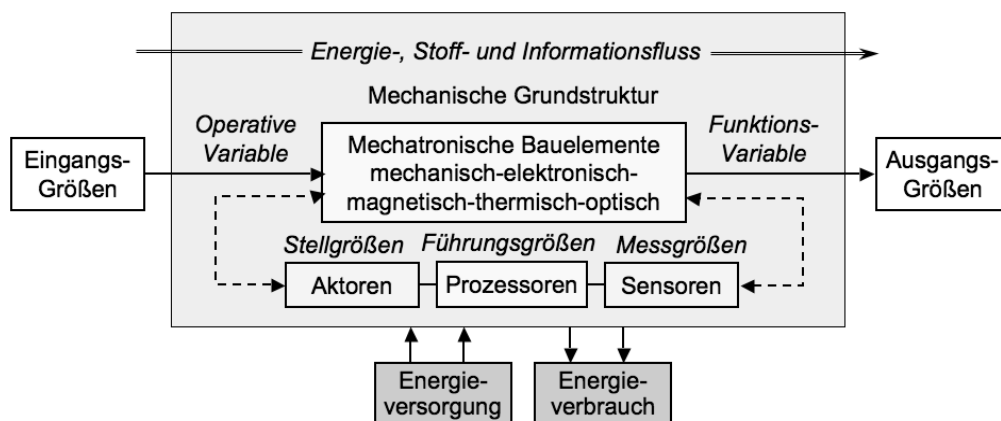 Energie-, Stoff- und Informationsfluss
Mechanische Grundstruktur
Eingangs-
Größen
Operative
Variable
Mechatronische Bauelemente
mechanisch-elektronisch-
magnetisch-thermisch-optisch
Funktions-
Variable
Ausgangs-
Größen
Stellgrößen
Führungsgrößen
Messgrößen
Aktoren
Prozessoren
Sensoren
Energie-
versorgung
Energie-
verbrauch